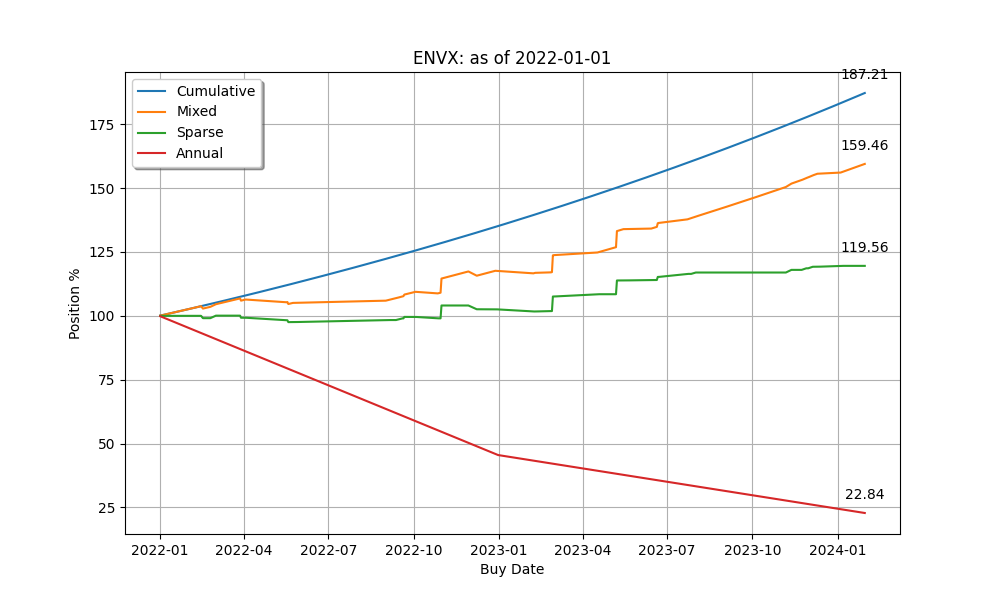 ENVX: as of 2022-01-01
187.21
Cumulative
Mixed
Sparse
Annual
159.46
119.56
22.84
175
150
125
100
75
50
25
Position %
2022-01 2022-04 2022-07 2022-10 2023-01 2023-04 2023-07 2023-10 2024-01
Buy Date